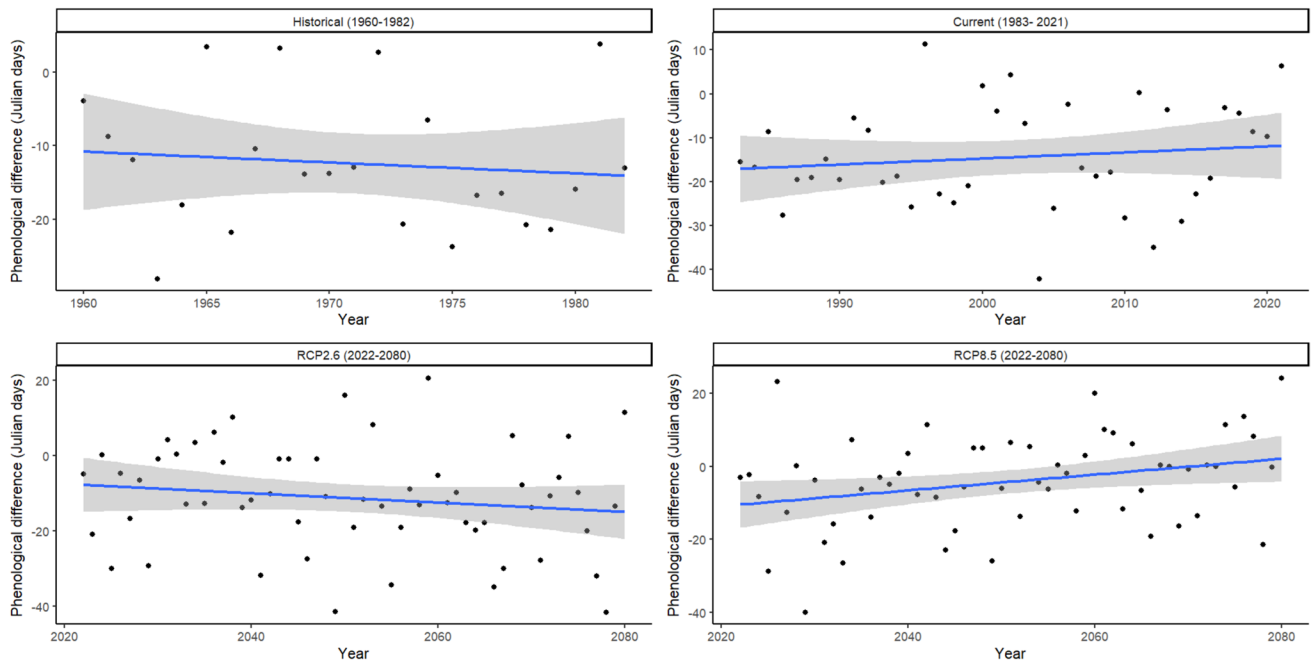 Historical (1960-1982)
Phenological difference (Julian days)
0
-10
-20
1960
1965
1970
1975
1980
Year
Current (1983- 2021)
Phenological difference (Julian days)
10
0
-10
-20
-30
-40
1990
2000
2010
2020
Year
RCP2.6 (2022-2080)
Phenological difference (Julian days)
20
0
-20
-40
2020
2040
2060
2080
Year
RCP8.5 (2022-2080)
Phenological difference (Julian days)
20
0
-20
-40
2020
2040
2060
2080
Year